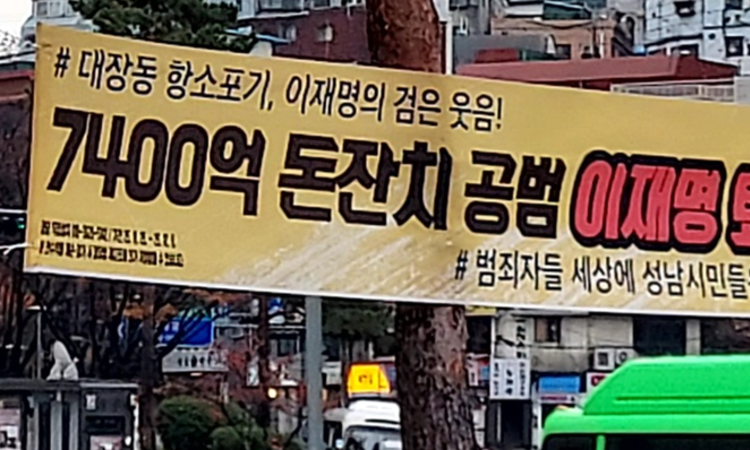 # 대장동 항소포기, 이재명의 검은 웃음!
7400억 돈잔치 공범 이재명
# 범죄자들 세상에 성남시민들